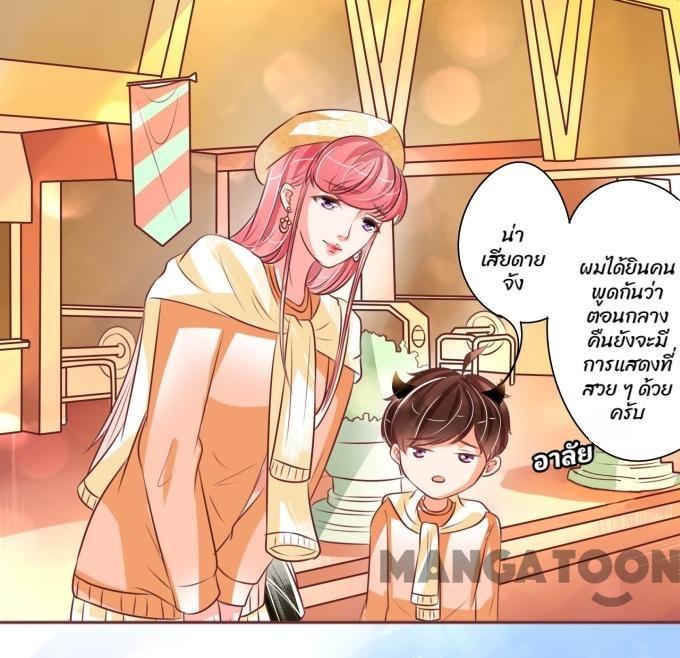 น่า
เสียดาย
จัง
ผมได้ยินคน
พูดกันว่า
ตอนกลาง
คืนยังจะมี
การแสดงที่
สวย ๆ ด้วย
ครับ
อาลัย
MANGATOON